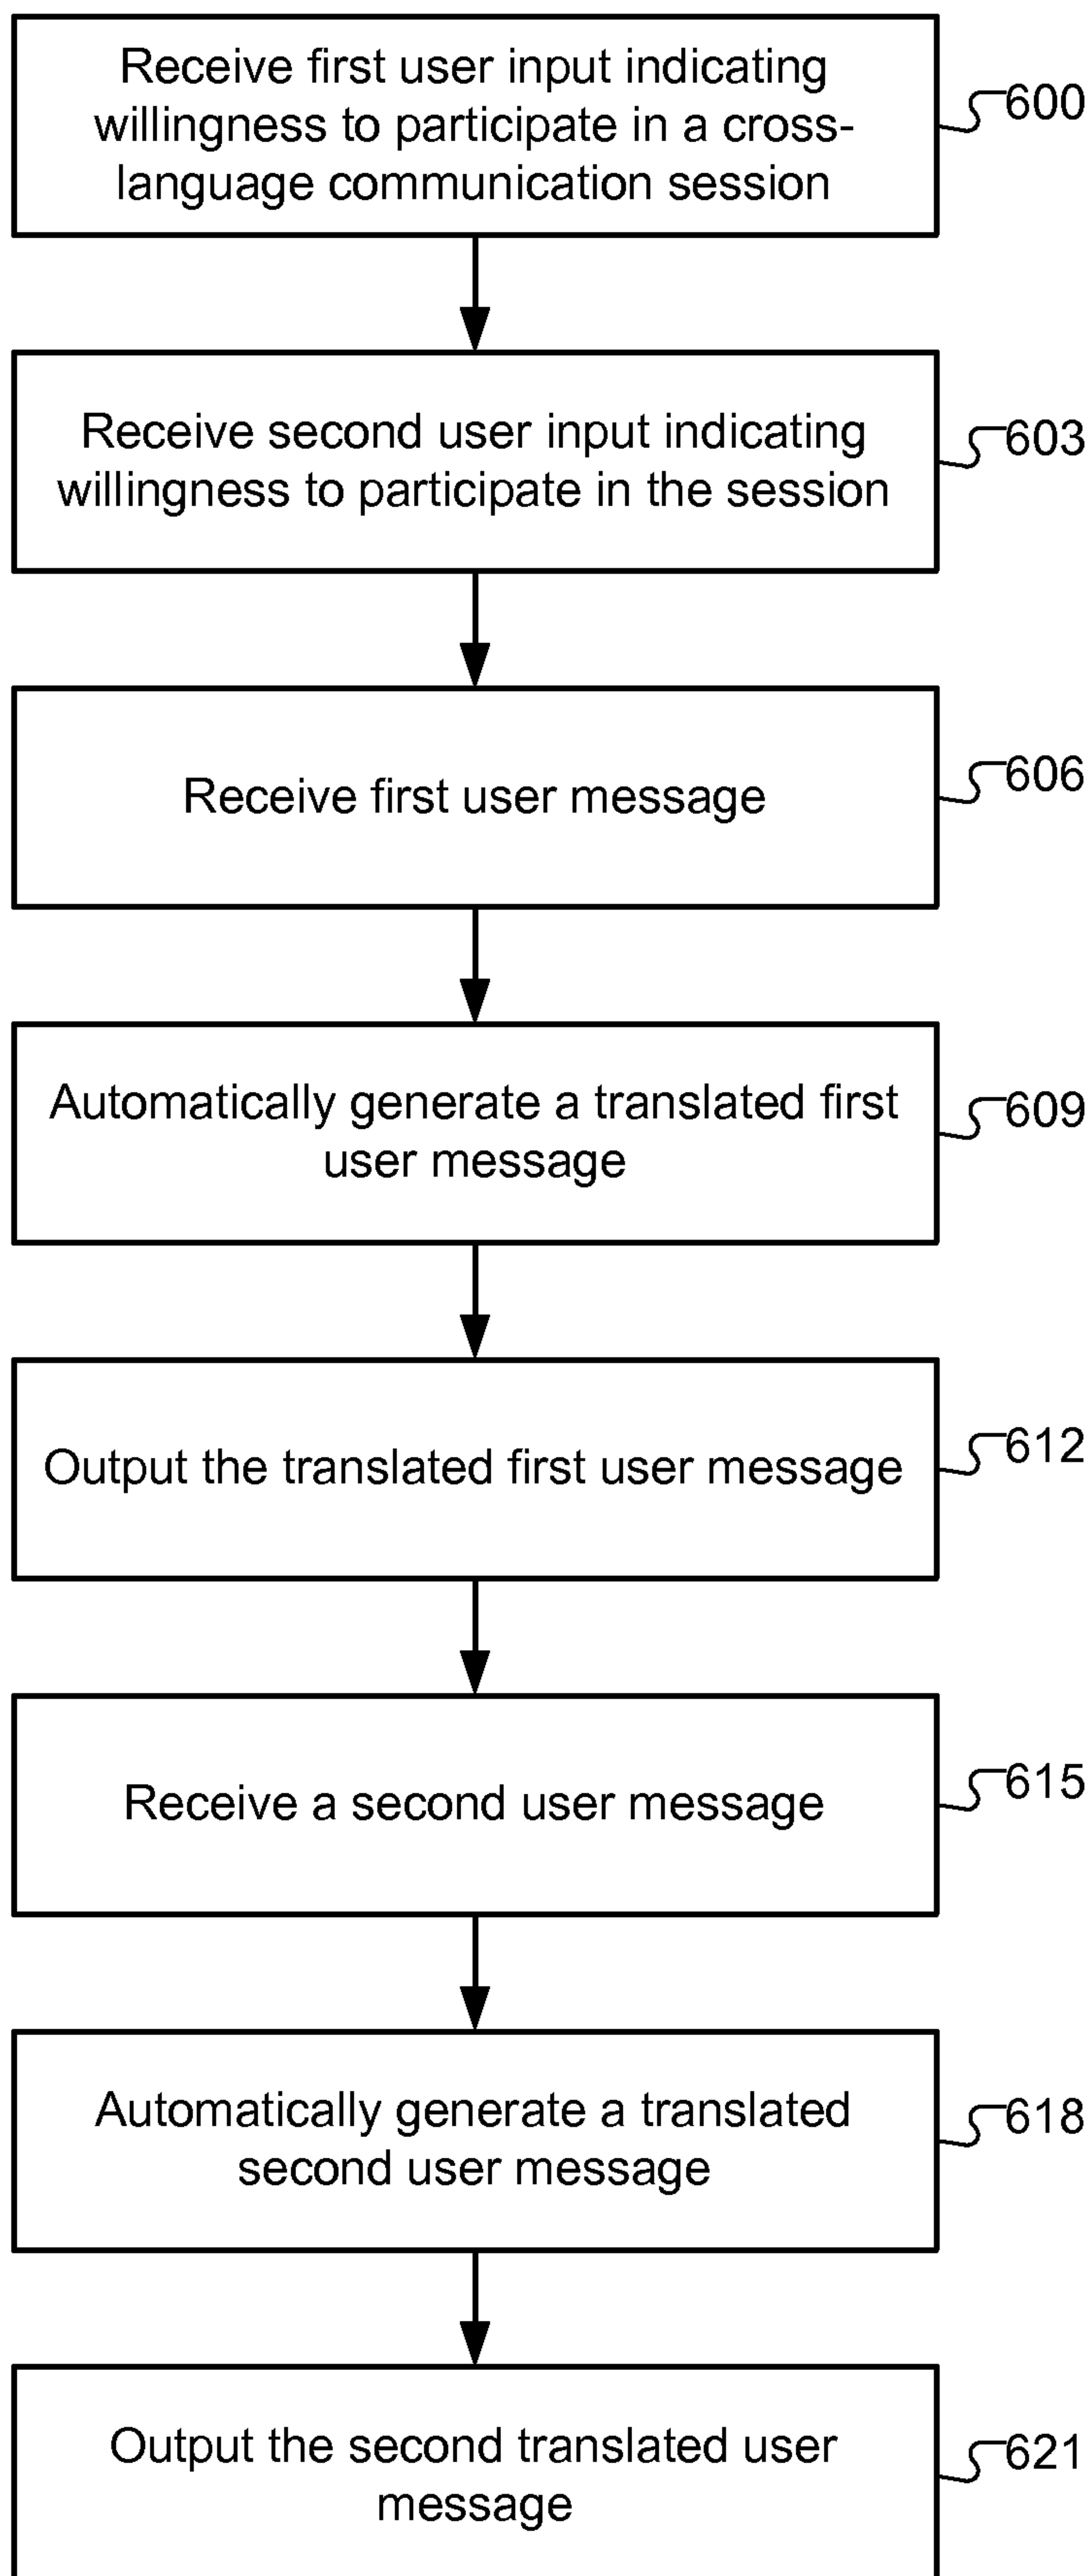 Receive first user input indicating
willingness to participate in a cross-
language communication session
600
Receive second user input indicating
willingness to participate in the session
603
Receive first user message
606
Automatically generate a translated first
user message
609
Output the translated first user message
612
Receive a second user message
615
Automatically generate a translated
second user message
618
Output the second translated user
message
621